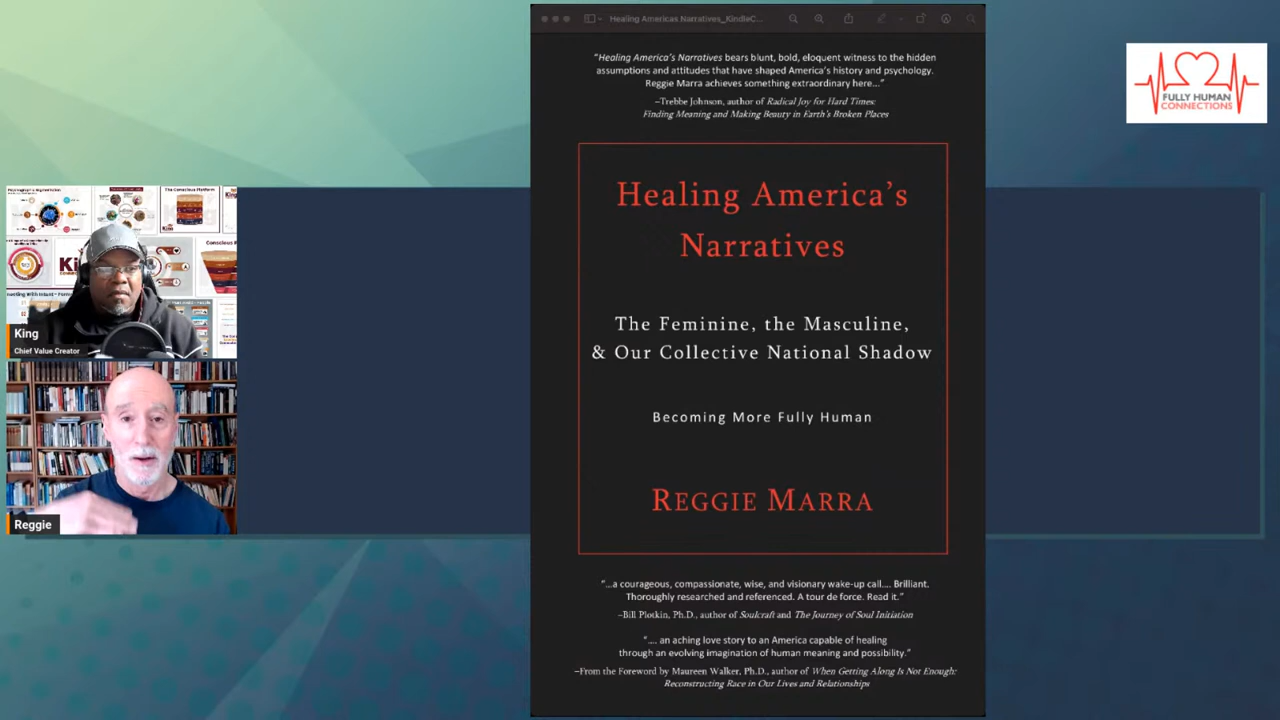 Healing Americas Narratives_KindleC...
"Healing America's Narratives bears blunt, bold, eloquent witness to the hidden
assumptions and attitudes that have shaped America's history and psychology.
Reggie Marra achieves something extraordinary here..."
–Trebbe Johnson, author of Radical Joy for Hard Times:
Finding Meaning and Making Beauty in Earth's Broken Places
FULLY HUMAN
CONNECTIONS
Healing America's
Narratives
The Feminine, the Masculine,
& Our Collective National Shadow
Becoming More Fully Human
REGGIE MARRA
"...a courageous, compassionate, wise, and visionary wake-up call.... Brilliant.
Thoroughly researched and referenced. A tour de force. Read it."
–Bill Plotkin, Ph.D., author of Soulcraft and The Journey of Soul Initiation
".... an aching love story to an America capable of healing
through an evolving imagination of human meaning and possibility."
–From the Foreword by Maureen Walker, Ph.D., author of When Getting Along Is Not Enough:
Reconstructing Race in Our Lives and Relationships
The Conscious Platform
King
Chief Value Creator
Reggie